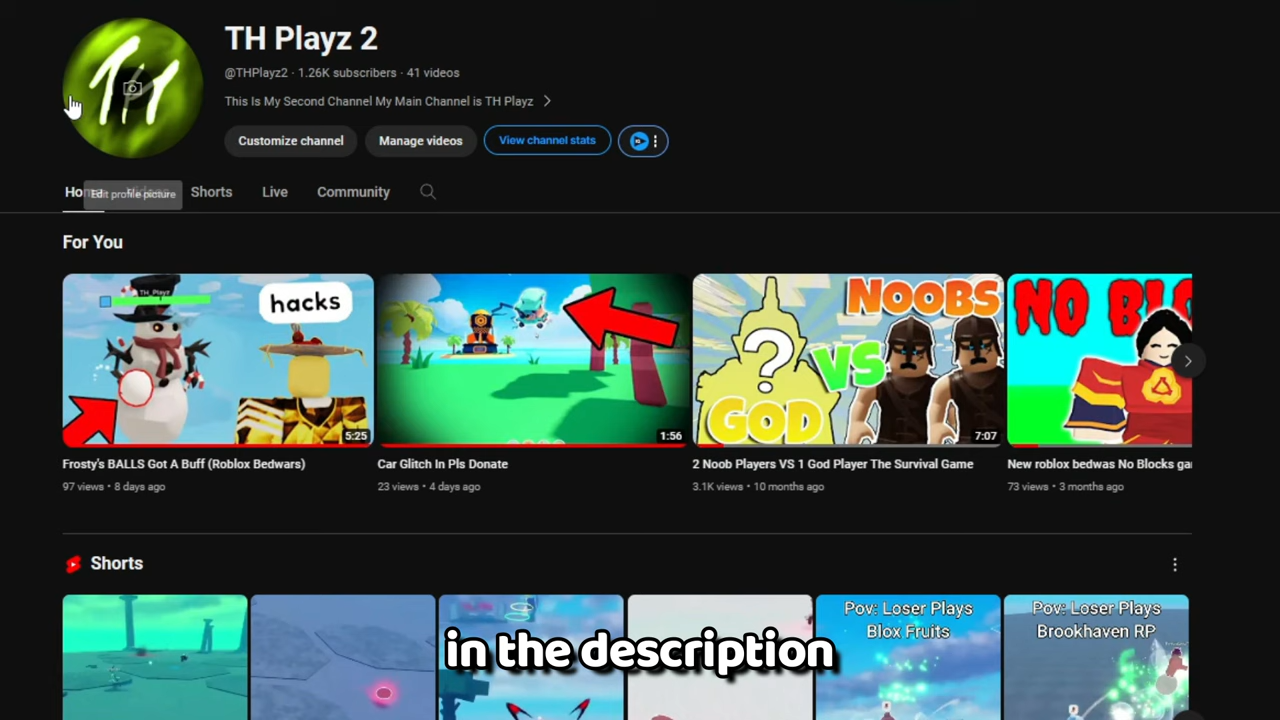 TH Playz 2
@THPlayz2 · 1.26K subscribers · 41 videos
This Is My Second Channel My Main Channel is TH Playz
Customize channel
Manage videos
View channel stats
TH
Edit profile picture
Shorts
Live
Community
For You
TH_Playz
hacks
5:25
1:56
NOOBS
VS
?
GOD
7:07
Frosty's BALLS Got A Buff (Roblox Bedwars)
97 views • 8 days ago
Car Glitch In Pls Donate
23 views • 4 days ago
2 Noob Players VS 1 God Player The Survival Game
3.1K views • 10 months ago
New roblox bedwas No Blocks
73 views • 3 months ago
Shorts
Pov: Loser Plays
Blox Fruits
Pov: Loser Plays
Brookhaven RP
in the description